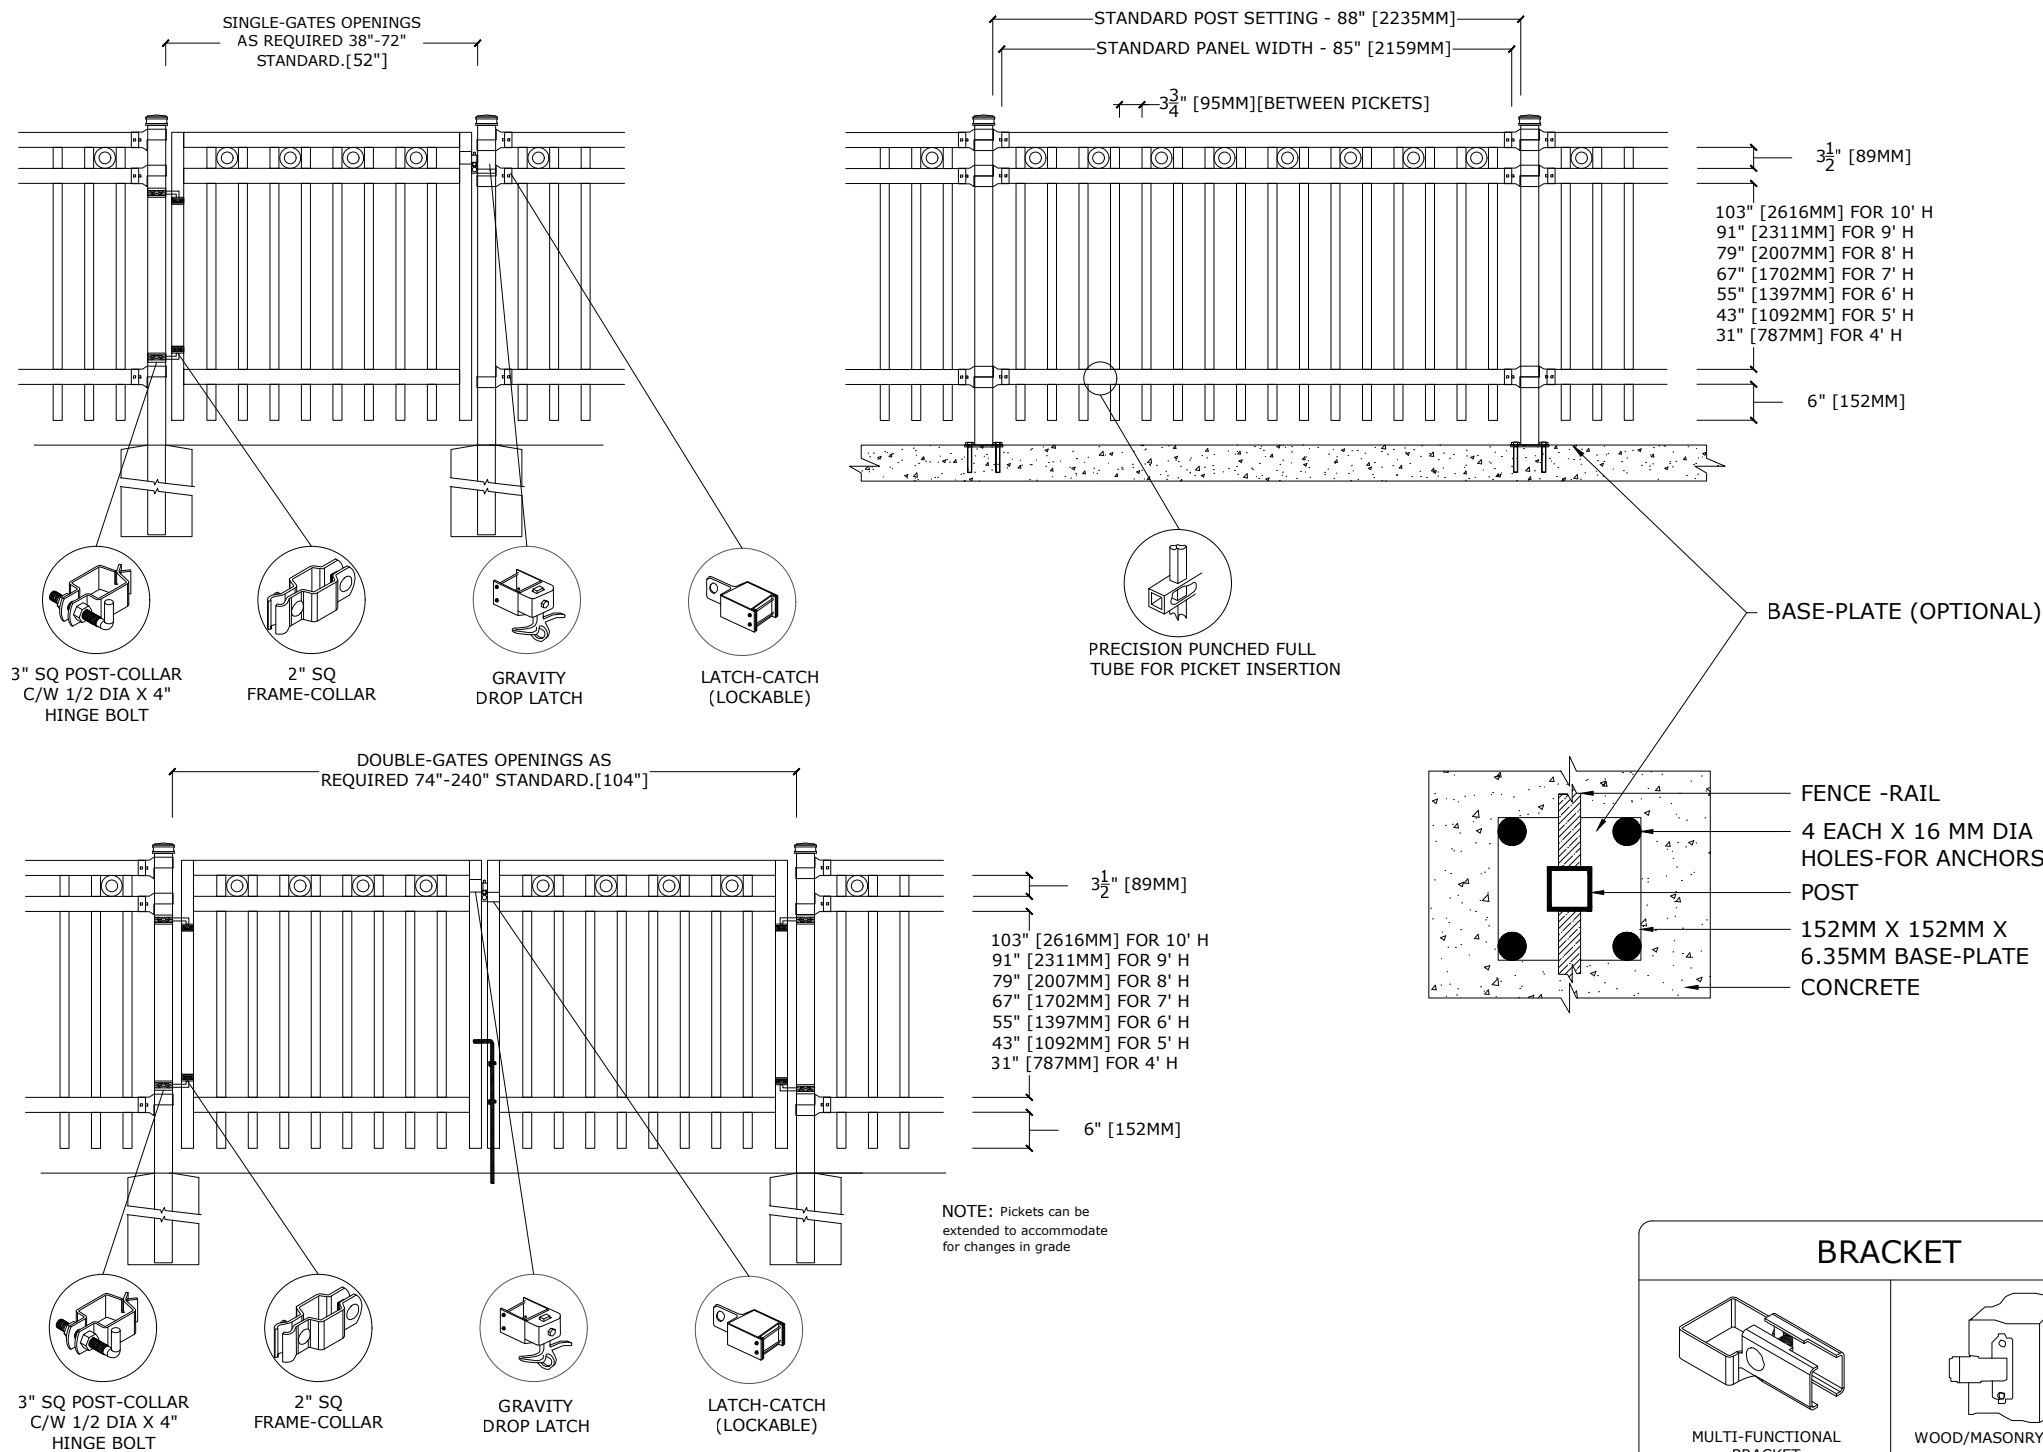 SINGLE-GATES OPENINGS
AS REQUIRED 38"-72"
STANDARD.[52"]
STANDARD POST SETTING - 88" [2235MM]
STANDARD PANEL WIDTH - 85" [2159MM]
3 3/4" [95MM][BETWEEN PICKETS]
3 1/2" [89MM]
103" [2616MM] FOR 10' H
91" [2311MM] FOR 9' H
79" [2007MM] FOR 8' H
67" [1702MM] FOR 7' H
55" [1397MM] FOR 6' H
43" [1092MM] FOR 5' H
31" [787MM] FOR 4' H
6" [152MM]
3" SQ POST-COLLAR
C/W 1/2 DIA X 4"
HINGE BOLT
2" SQ
FRAME-COLLAR
GRAVITY
DROP LATCH
LATCH-CATCH
(LOCKABLE)
PRECISION PUNCHED FULL
TUBE FOR PICKET INSERTION
BASE-PLATE (OPTIONAL)
FENCE -RAIL
4 EACH X 16 MM DIA
HOLES-FOR ANCHORS
POST
152MM X 152MM X
6.35MM BASE-PLATE
CONCRETE
DOUBLE-GATES OPENINGS AS
REQUIRED 74"-240" STANDARD.[104"]
3 1/2" [89MM]
103" [2616MM] FOR 10' H
91" [2311MM] FOR 9' H
79" [2007MM] FOR 8' H
67" [1702MM] FOR 7' H
55" [1397MM] FOR 6' H
43" [1092MM] FOR 5' H
31" [787MM] FOR 4' H
6" [152MM]
NOTE: Pickets can be
extended to accommodate
for changes in grade
3" SQ POST-COLLAR
C/W 1/2 DIA X 4"
HINGE BOLT
2" SQ
FRAME-COLLAR
GRAVITY
DROP LATCH
LATCH-CATCH
(LOCKABLE)
BRACKET
MULTI-FUNCTIONAL
BRACKET
WOOD/MASONRY